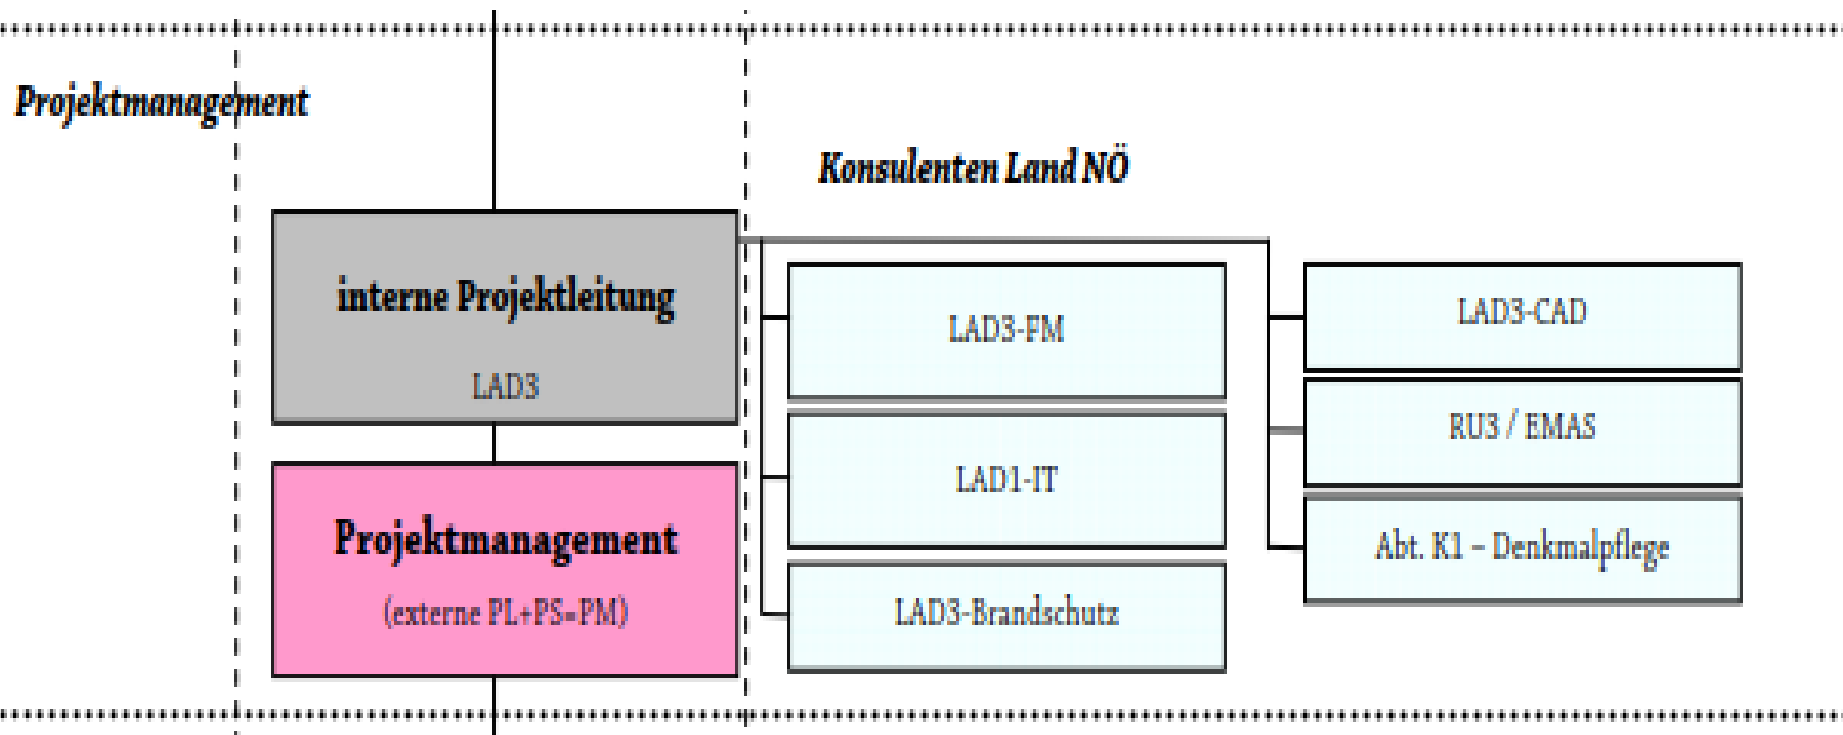 Projektmanagement
Konsulenten Land NÖ
interne Projektleitung
LAD3
Projektmanagement
(externe PL+PS=PM)
LAD3-FM
LAD1-IT
LAD3-Brandschutz
LAD3-CAD
RU3 / EMAS
Abt. K1 – Denkmalpflege